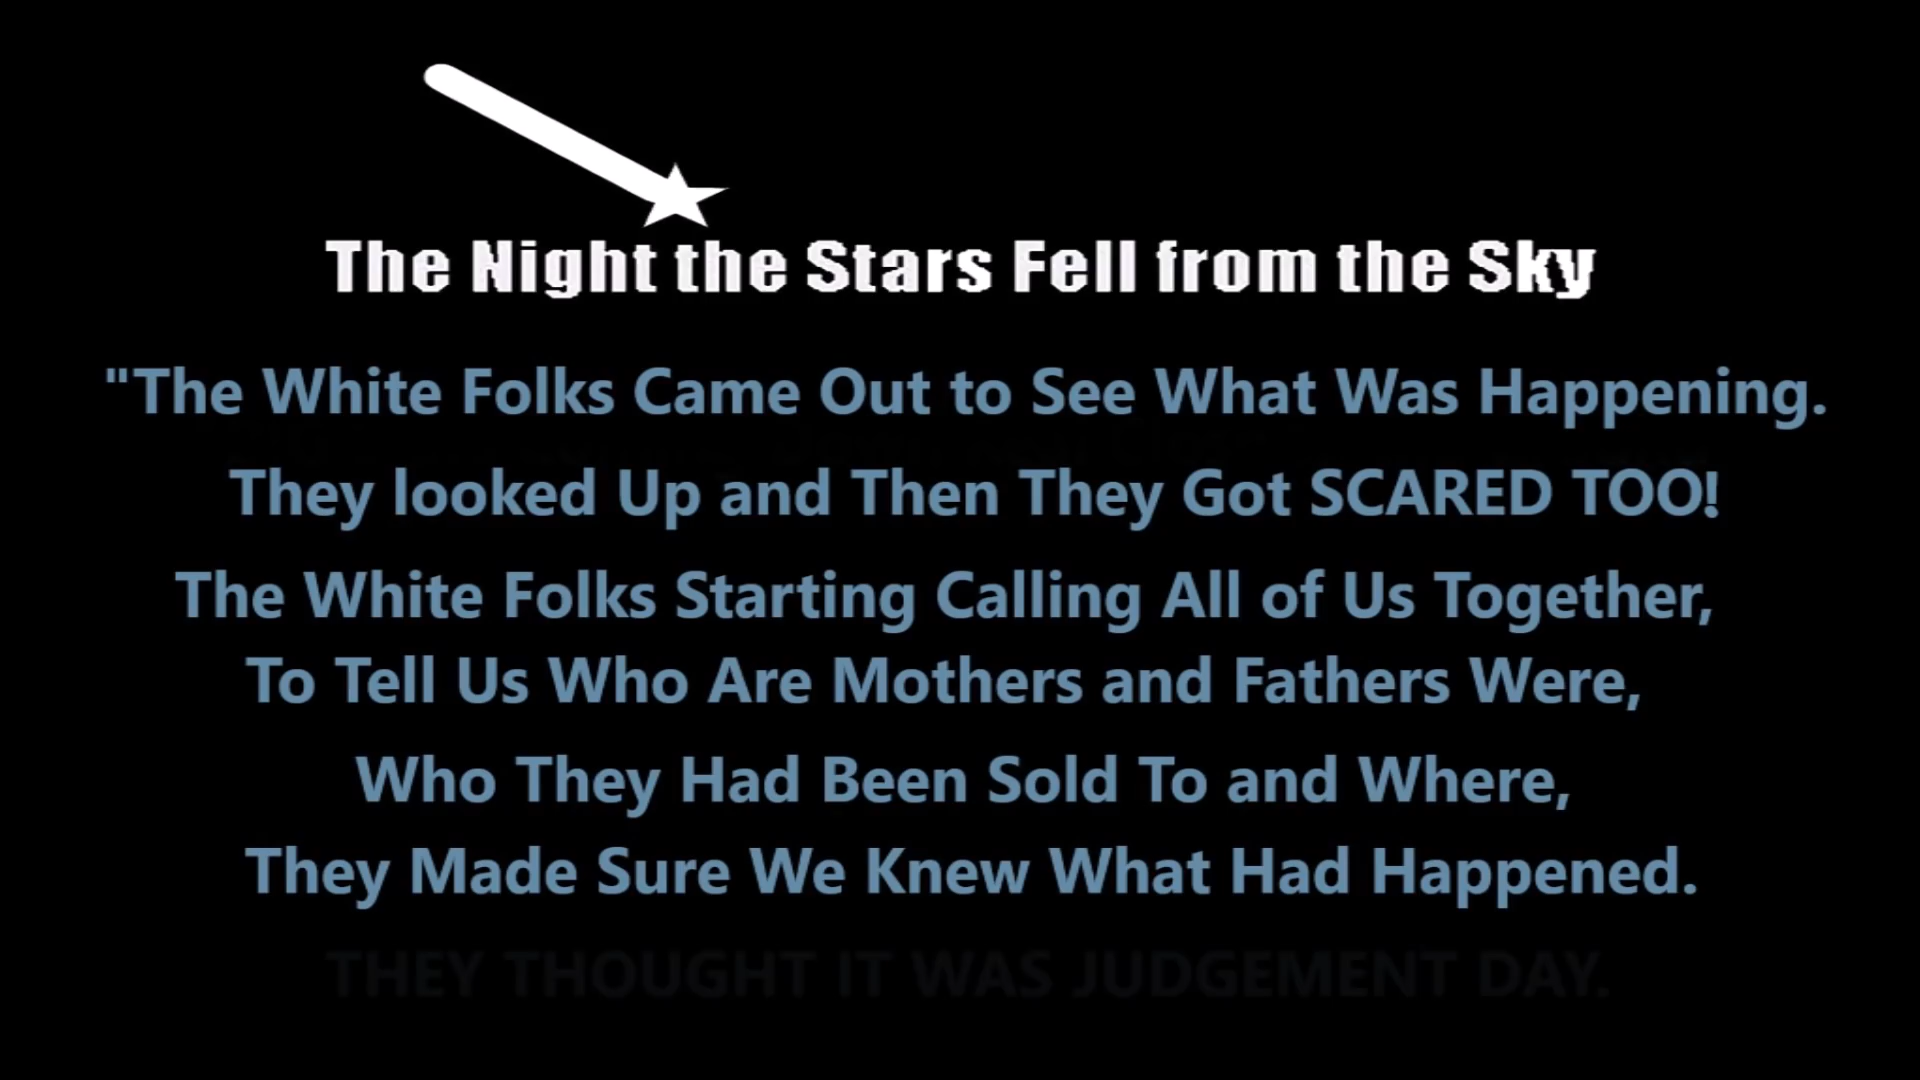 The Night the Stars Fell from the Sky
"The White Folks Came Out to See What Was Happening.
They looked Up and Then They Got SCARED TOO!
The White Folks Starting Calling All of Us Together,
To Tell Us Who Are Mothers and Fathers Were,
Who They Had Been Sold To and Where,
They Made Sure We Knew What Had Happened.
THEY THOUGHT IT WAS JUDGEMENT DAY.